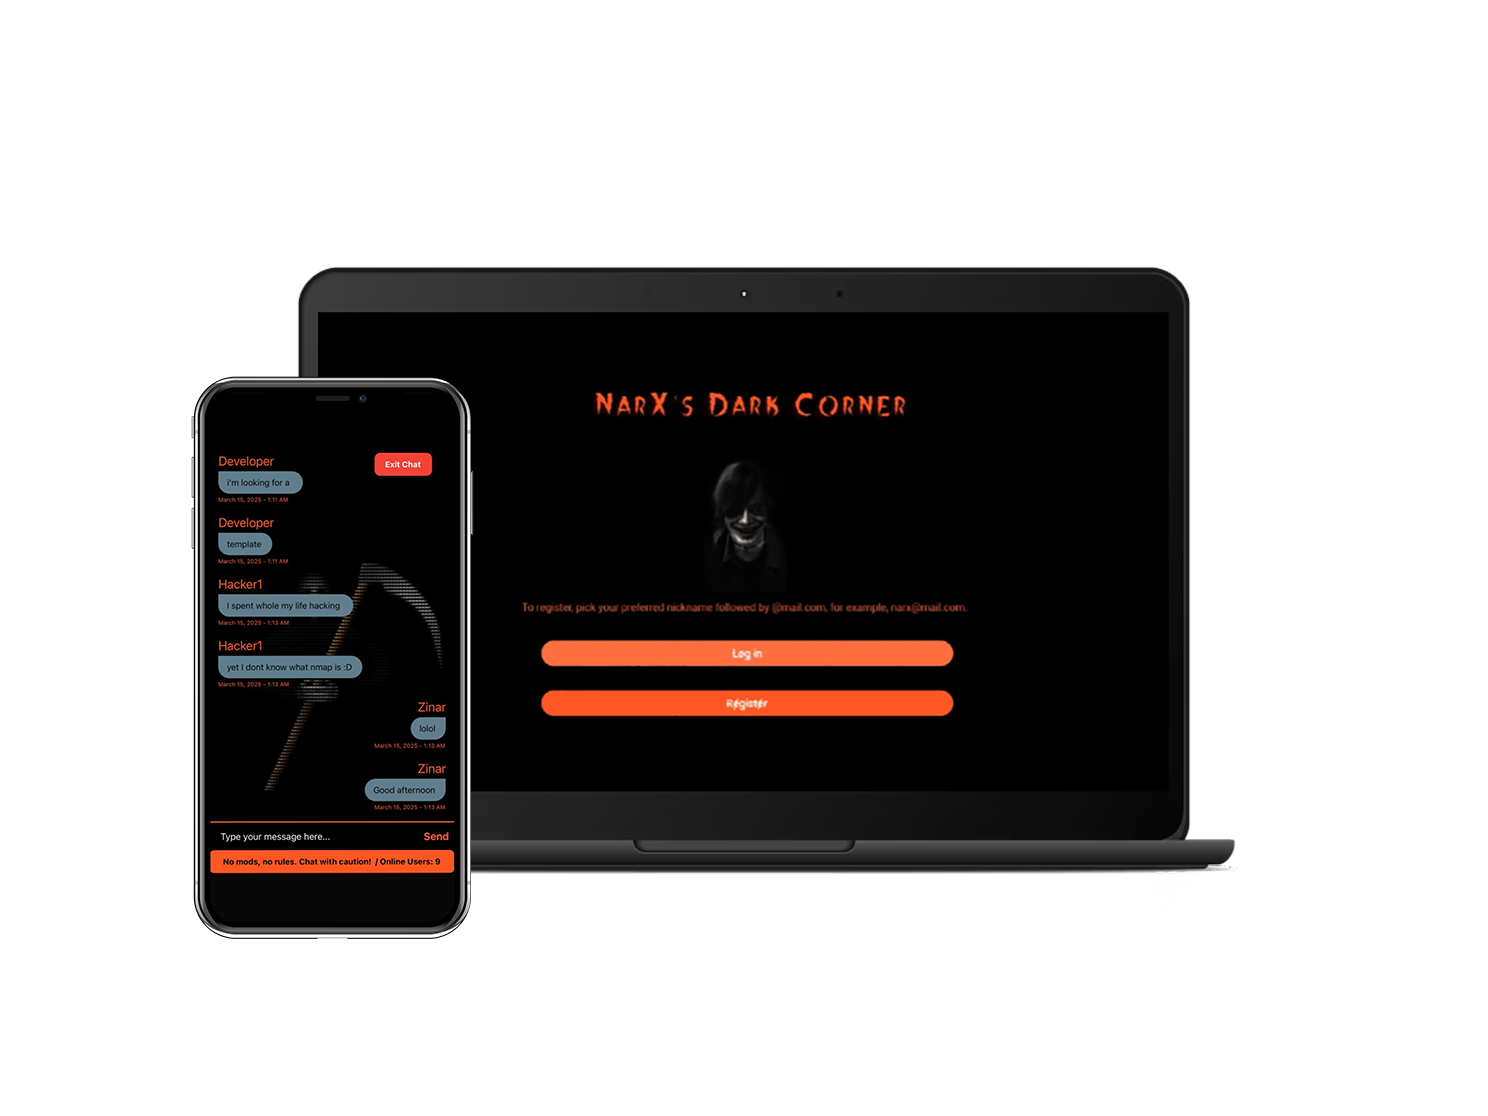 NarX's Dark Corner
To register, pick your preferred nickname followed by @mail.com, for example, narx@mail.com.
Log in
Register
Developer
Exit Chat
i'm looking for a
March 15, 2025 - 1:11 AM
Developer
template
March 15, 2025 - 1:11 AM
Hacker1
I spent whole my life hacking
March 15, 2025 - 1:13 AM
Hacker1
yet I dont know what nmap is :D
March 15, 2025 - 1:13 AM
Zinar
lolol
March 15, 2025 - 1:13 AM
Zinar
Good afternoon
March 15, 2025 - 1:13 AM
Type your message here...
Send
No mods, no rules. Chat with caution! / Online Users: 9